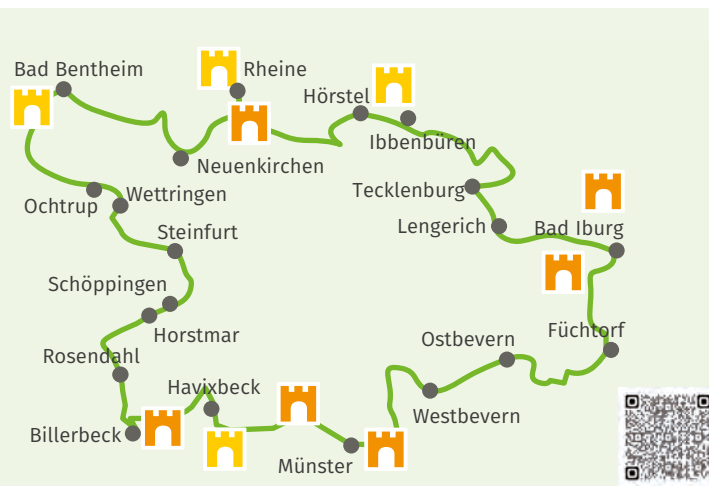 Bad Bentheim
Rheine
Hörstel
Ibbenbüren
Neuenkirchen
Tecklenburg
Wettringen
Ochtrup
Lengerich
Bad Iburg
Steinfurt
Schöppingen
Horstmar
Füchtorf
Ostbevern
Rosendahl
Havixbeck
Westbevern
Billerbeck
Münster